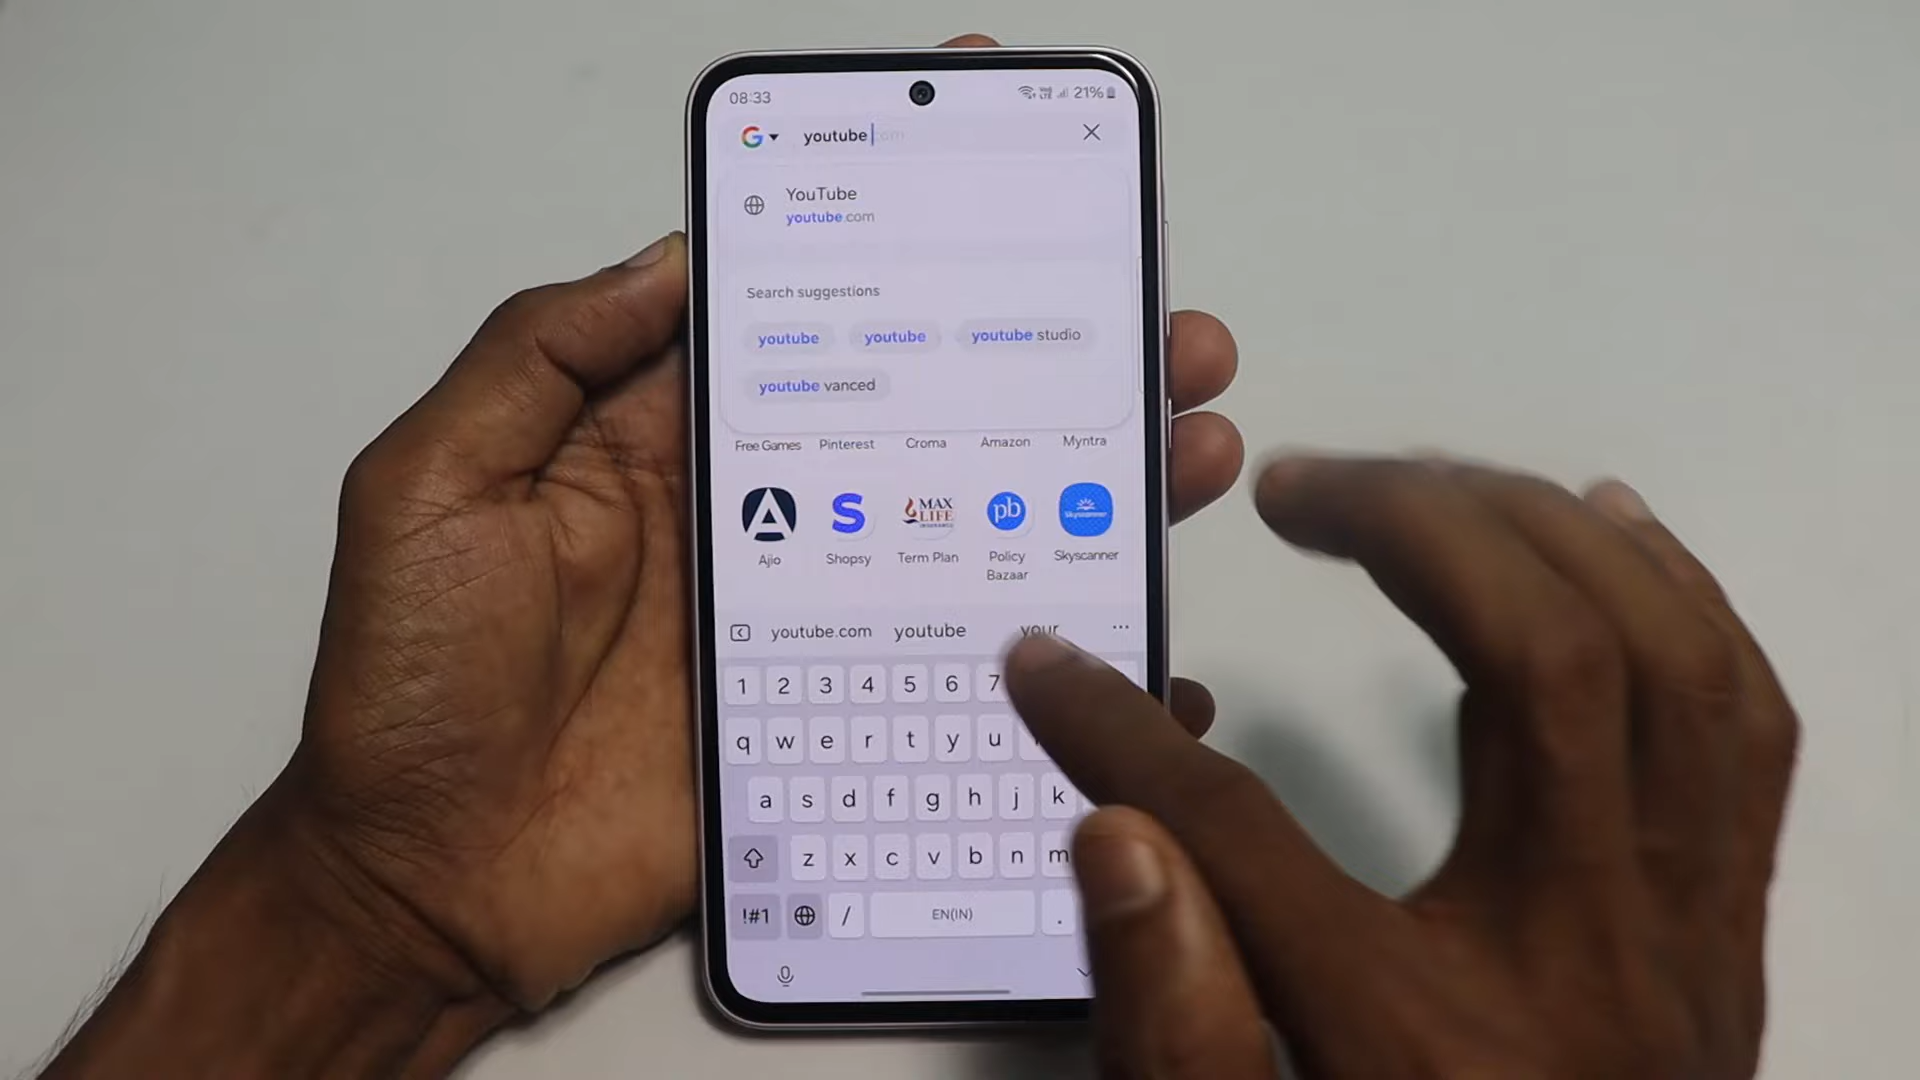 08:33 21%
youtube com
YouTube
youtube.com
Search suggestions
youtube youtube youtube studio
youtube vanced
Free Games Pinterest Croma Amazon Myntra
MAX
LIFE
INSURANCE
pb
Skyscanner
Ajio Shopsy Term Plan Policy Bazaar Skyscanner
youtube.com youtube your ...
1 2 3 4 5 6 7
q w e r t y u
a s d f g h j k
z x c v b n m
!#1 / EN(IN) .